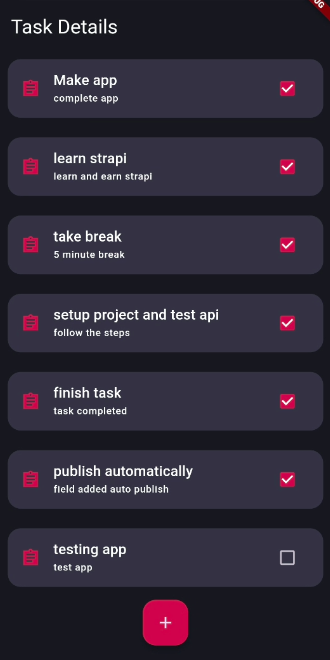 Task Details
Make app
complete app
learn strapi
learn and earn strapi
take break
5 minute break
setup project and test api
follow the steps
finish task
task completed
publish automatically
field added auto publish
testing app
test app
+